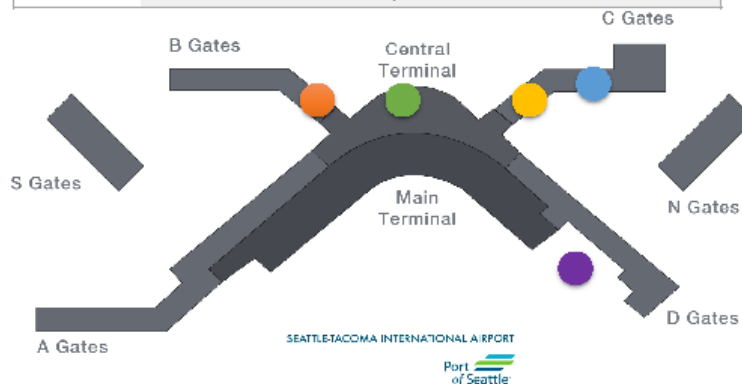 C Gates
B Gates
Central
Terminal
S Gates
Main
Terminal
N Gates
D Gates
A Gates
SEATTLE-TACOMA INTERNATIONAL AIRPORT
Port
of Seattle